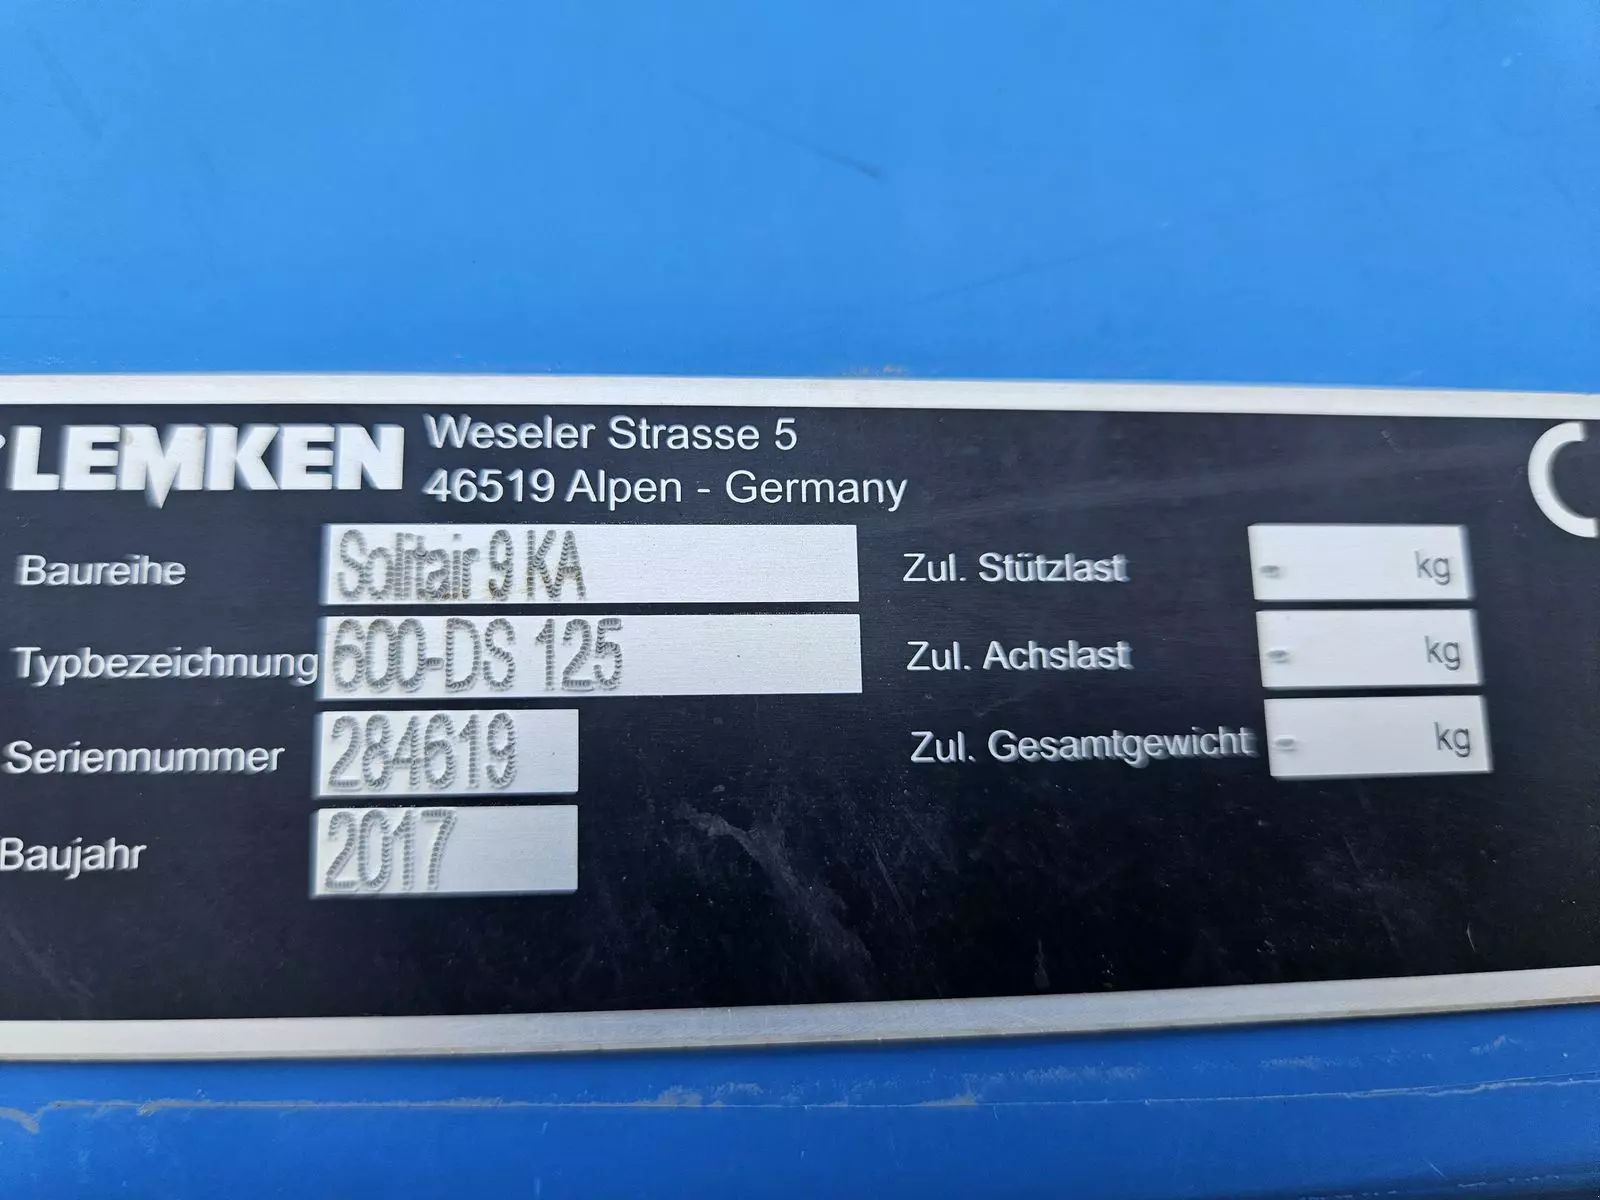 LEMKEN Weseler Strasse 5
46519 Alpen - Germany
Baureihe Solitair 9 KA Zul. Stützlast - kg
Typbezeichnung 600-DS 125 Zul. Achslast - kg
Seriennummer 284619 Zul. Gesamtgewicht - kg
Baujahr 2017